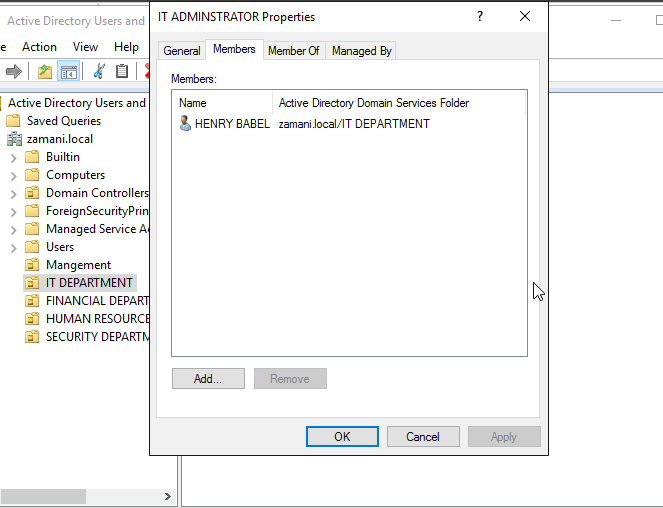 Active Directory Users and
IT ADMINSTRATOR Properties
?
e Action View Help
General Members Member Of Managed By
Members:
Name Active Directory Domain Services Folder
HENRY BABEL zamani.local/IT DEPARTMENT
Active Directory Users and
Saved Queries
zamani.local
Builtin
Computers
Domain Controllers
ForeignSecurityPrin
Managed Service Ac
Users
Mangement
IT DEPARTMENT
FINANCIAL DEPART
HUMAN RESOURCE
SECURITY DEPARTM
Add... Remove
OK Cancel Apply